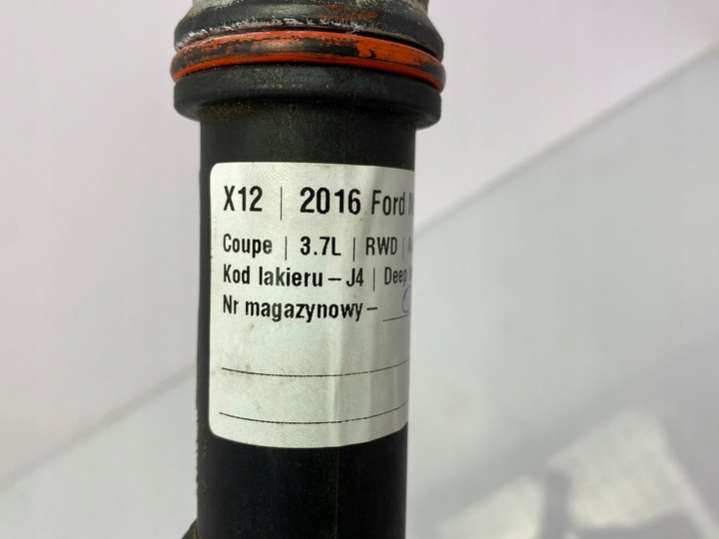 X12 | 2016 Ford
Coupe | 3.7L | RWD |
Kod lakieru – J4 | Deep
Nr magazynowy –